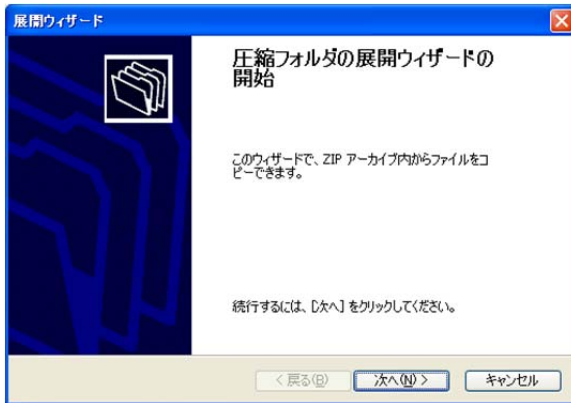 展開ウィザード
圧縮フォルダの展開ウィザードの
開始
このウィザードで、ZIP アーカイブ内からファイルをコ
ピーできます。
続行するには、[次へ] をクリックしてください。
< 戻る(B)
次へ(N) >
キャンセル